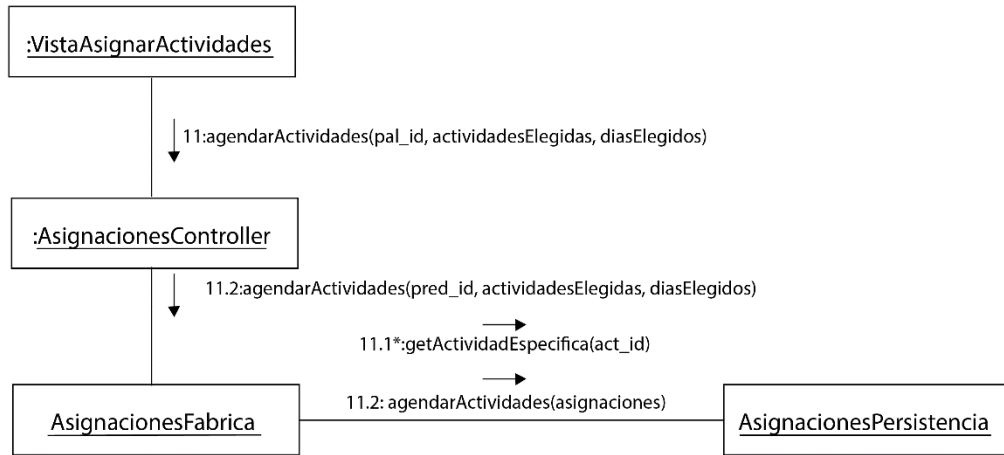 :VistaAsignarActividades
11:agendarActividades(pal_id, actividadesElegidas, diasElegidos)
:AsignacionesController
11.2:agendarActividades(pred_id, actividadesElegidas, diasElegidos)
11.1*:getActividadEspecifica(act_id)
11.2: agendarActividades(asignaciones)
AsignacionesFabrica
AsignacionesPersistencia